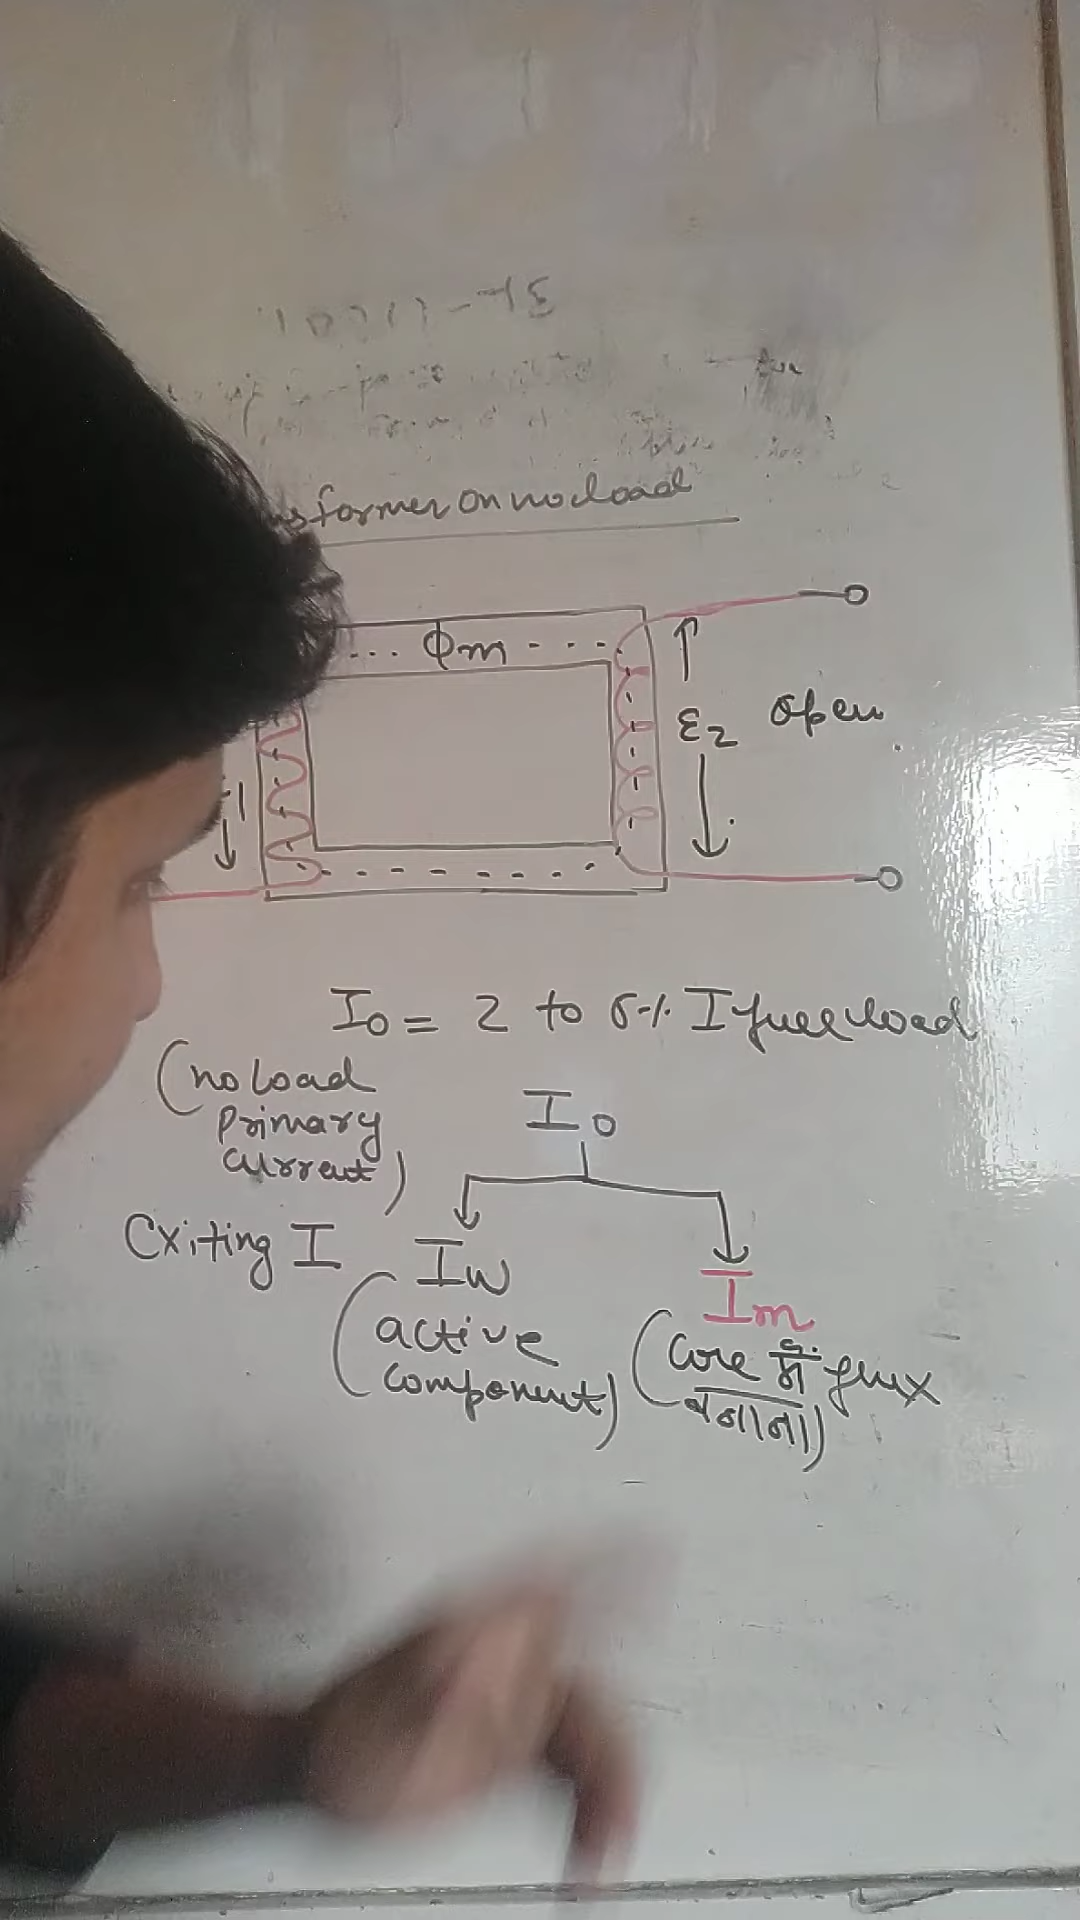 nsformer on no load
Φm
E2
open
I0 = 2 to 5% I full load
(no load
primary
current)
I0
Exiting I
Iw
Im
(active
component)
(core में flux
बनाना)